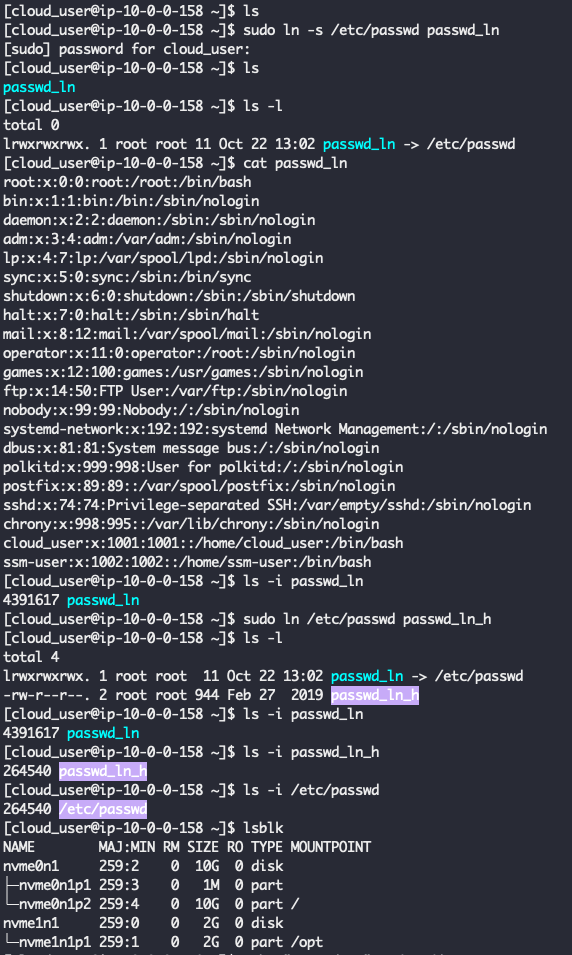 [cloud_user@ip-10-0-0-158 ~]$ ls
[cloud_user@ip-10-0-0-158 ~]$ sudo ln -s /etc/passwd passwd_ln
[sudo] password for cloud_user:
[cloud_user@ip-10-0-0-158 ~]$ ls
passwd_ln
[cloud_user@ip-10-0-0-158 ~]$ ls -l
total 0
lrwxrwxrwx. 1 root root 11 Oct 22 13:02 passwd_ln -> /etc/passwd
[cloud_user@ip-10-0-0-158 ~]$ cat passwd_ln
root:x:0:0:root:/root:/bin/bash
bin:x:1:1:bin:/bin:/sbin/nologin
daemon:x:2:2:daemon:/sbin:/sbin/nologin
adm:x:3:4:adm:/var/adm:/sbin/nologin
lp:x:4:7:lp:/var/spool/lpd:/sbin/nologin
sync:x:5:0:sync:/sbin:/bin/sync
shutdown:x:6:0:shutdown:/sbin:/sbin/shutdown
halt:x:7:0:halt:/sbin:/sbin/halt
mail:x:8:12:mail:/var/spool/mail:/sbin/nologin
operator:x:11:0:operator:/root:/sbin/nologin
games:x:12:100:games:/usr/games:/sbin/nologin
ftp:x:14:50:FTP User:/var/ftp:/sbin/nologin
nobody:x:99:99:Nobody:/:/sbin/nologin
systemd-network:x:192:192:systemd Network Management:/:/sbin/nologin
dbus:x:81:81:System message bus:/:/sbin/nologin
polkitd:x:999:998:User for polkitd:/:/sbin/nologin
postfix:x:89:89::/var/spool/postfix:/sbin/nologin
sshd:x:74:74:Privilege-separated SSH:/var/empty/sshd:/sbin/nologin
chrony:x:998:995::/var/lib/chrony:/sbin/nologin
cloud_user:x:1001:1001::/home/cloud_user:/bin/bash
ssm-user:x:1002:1002::/home/ssm-user:/bin/bash
[cloud_user@ip-10-0-0-158 ~]$ ls -i passwd_ln
4391617 passwd_ln
[cloud_user@ip-10-0-0-158 ~]$ sudo ln /etc/passwd passwd_ln_h
[cloud_user@ip-10-0-0-158 ~]$ ls -l
total 4
lrwxrwxrwx. 1 root root  11 Oct 22 13:02 passwd_ln -> /etc/passwd
-rw-r--r--. 2 root root 944 Feb 27  2019 passwd_ln_h
[cloud_user@ip-10-0-0-158 ~]$ ls -i passwd_ln
4391617 passwd_ln
[cloud_user@ip-10-0-0-158 ~]$ ls -i passwd_ln_h
264540 passwd_ln_h
[cloud_user@ip-10-0-0-158 ~]$ ls -i /etc/passwd
264540 /etc/passwd
[cloud_user@ip-10-0-0-158 ~]$ lsblk
NAME        MAJ:MIN RM SIZE RO TYPE MOUNTPOINT
nvme0n1     259:2    0  10G  0 disk
├─nvme0n1p1 259:3    0   1M  0 part
└─nvme0n1p2 259:4    0  10G  0 part /
nvme1n1     259:0    0   2G  0 disk
└─nvme1n1p1 259:1    0   2G  0 part /opt